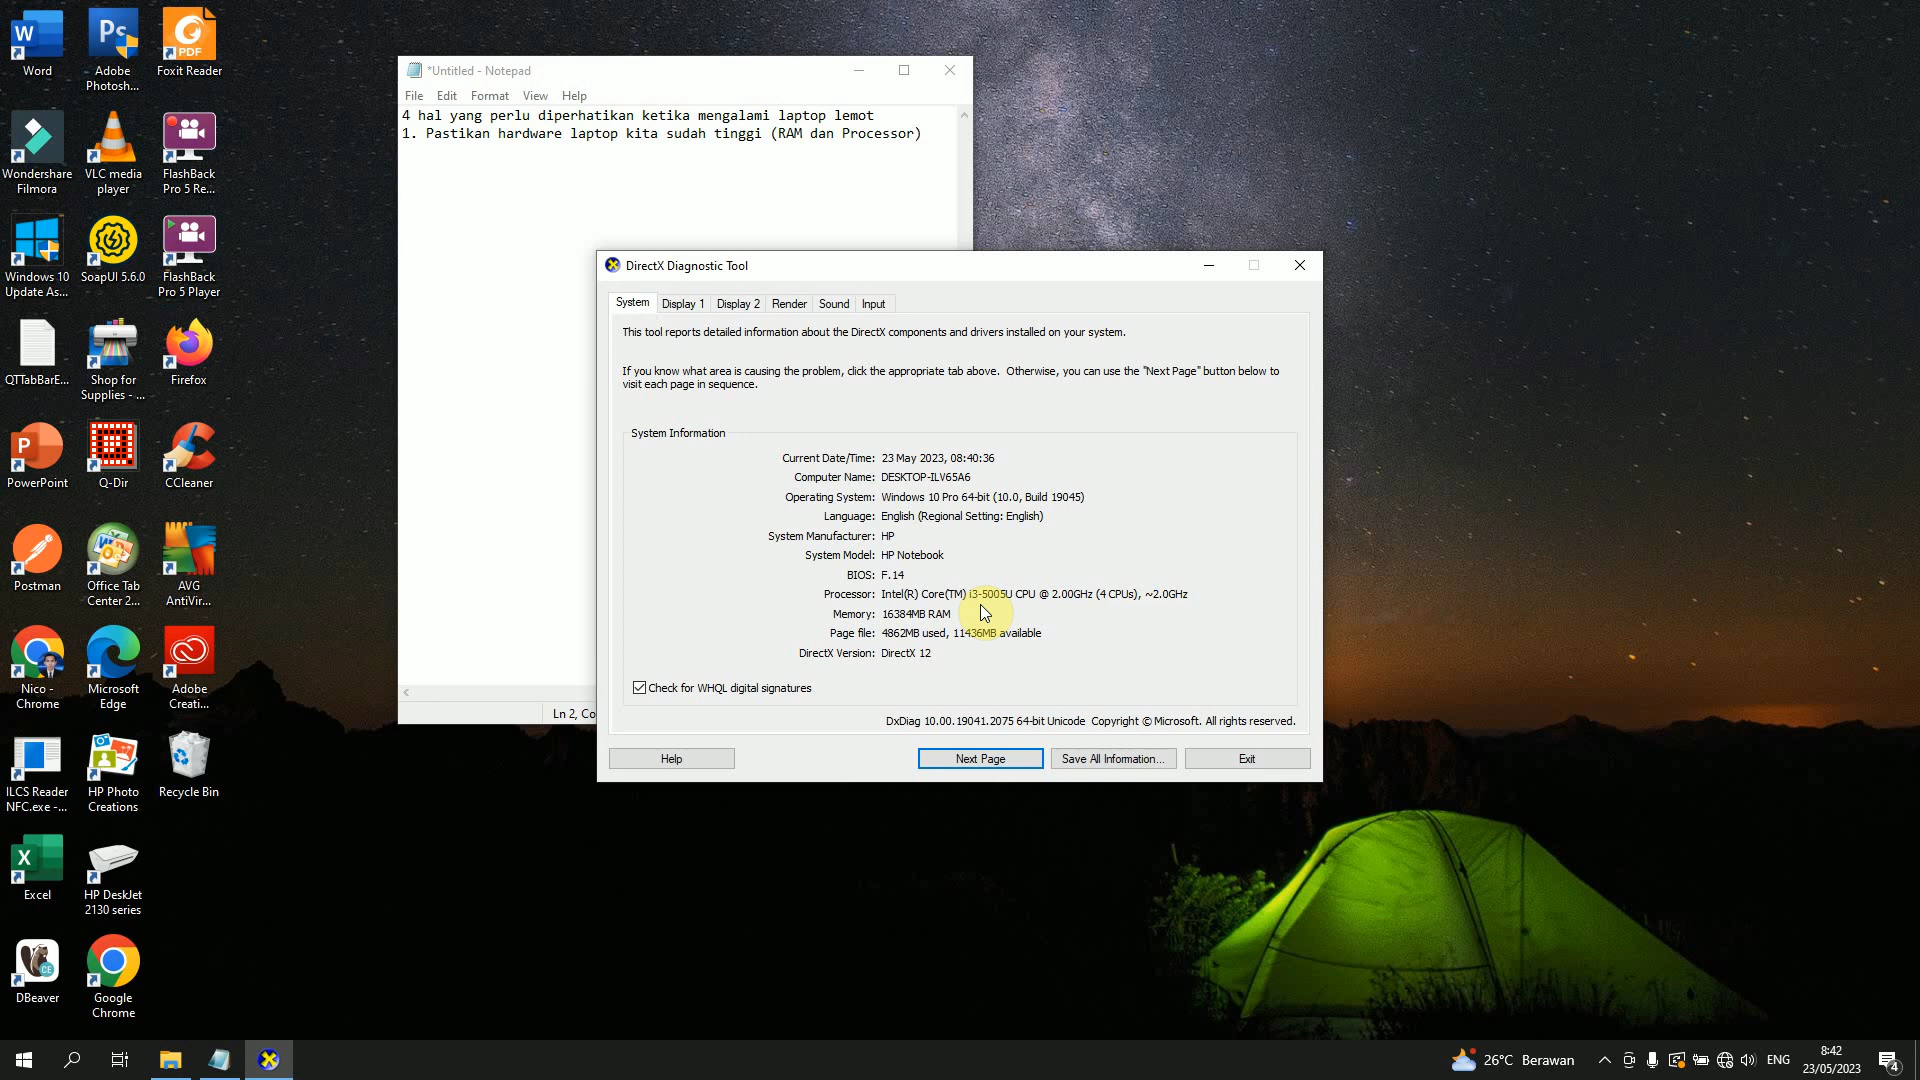 Word
Adobe
Photosh...
Foxit Reader
Wondershare
Filmora
VLC media
player
FlashBack
Pro 5 Re...
Windows 10
Update As...
SoapUI 5.6.0
FlashBack
Pro 5 Player
QTTabBarE...
Shop for
Supplies - ...
Firefox
PowerPoint
Q-Dir
CCleaner
Postman
Office Tab
Center 2...
AVG
AntiVir...
Nico -
Chrome
Microsoft
Edge
Adobe
Creati...
ILCS Reader
NFC.exe -...
HP Photo
Creations
Recycle Bin
Excel
HP DeskJet
2130 series
DBeaver
Google
Chrome
*Untitled - Notepad
File Edit Format View Help
4 hal yang perlu diperhatikan ketika mengalami laptop lemot
1. Pastikan hardware laptop kita sudah tinggi (RAM dan Processor)
Ln 2, Co
DirectX Diagnostic Tool
System Display 1 Display 2 Render Sound Input
This tool reports detailed information about the DirectX components and drivers installed on your system.
If you know what area is causing the problem, click the appropriate tab above. Otherwise, you can use the "Next Page" button below to
visit each page in sequence.
System Information
Current Date/Time: 23 May 2023, 08:40:36
Computer Name: DESKTOP-ILV65A6
Operating System: Windows 10 Pro 64-bit (10.0, Build 19045)
Language: English (Regional Setting: English)
System Manufacturer: HP
System Model: HP Notebook
BIOS: F.14
Processor: Intel(R) Core(TM) i3-5005U CPU @ 2.00GHz (4 CPUs), ~2.0GHz
Memory: 16384MB RAM
Page file: 4862MB used, 11436MB available
DirectX Version: DirectX 12
Check for WHQL digital signatures
DxDiag 10.00.19041.2075 64-bit Unicode Copyright © Microsoft. All rights reserved.
Help Next Page Save All Information... Exit
26°C Berawan
ENG
8:42
23/05/2023
4